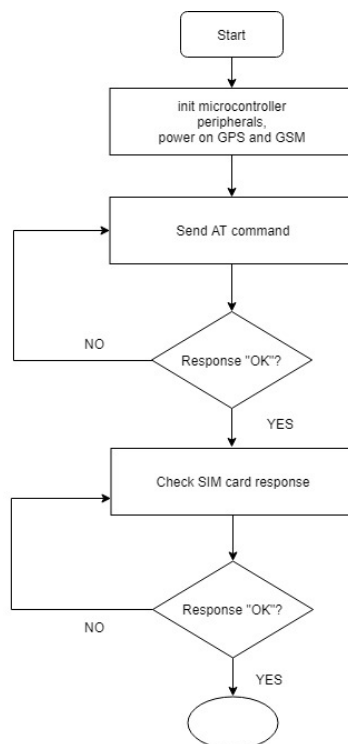 Start
init microcontroller
peripherals,
power on GPS and GSM
Send AT command
NO
Response "OK"?
YES
Check SIM card response
Response "OK"?
NO
YES